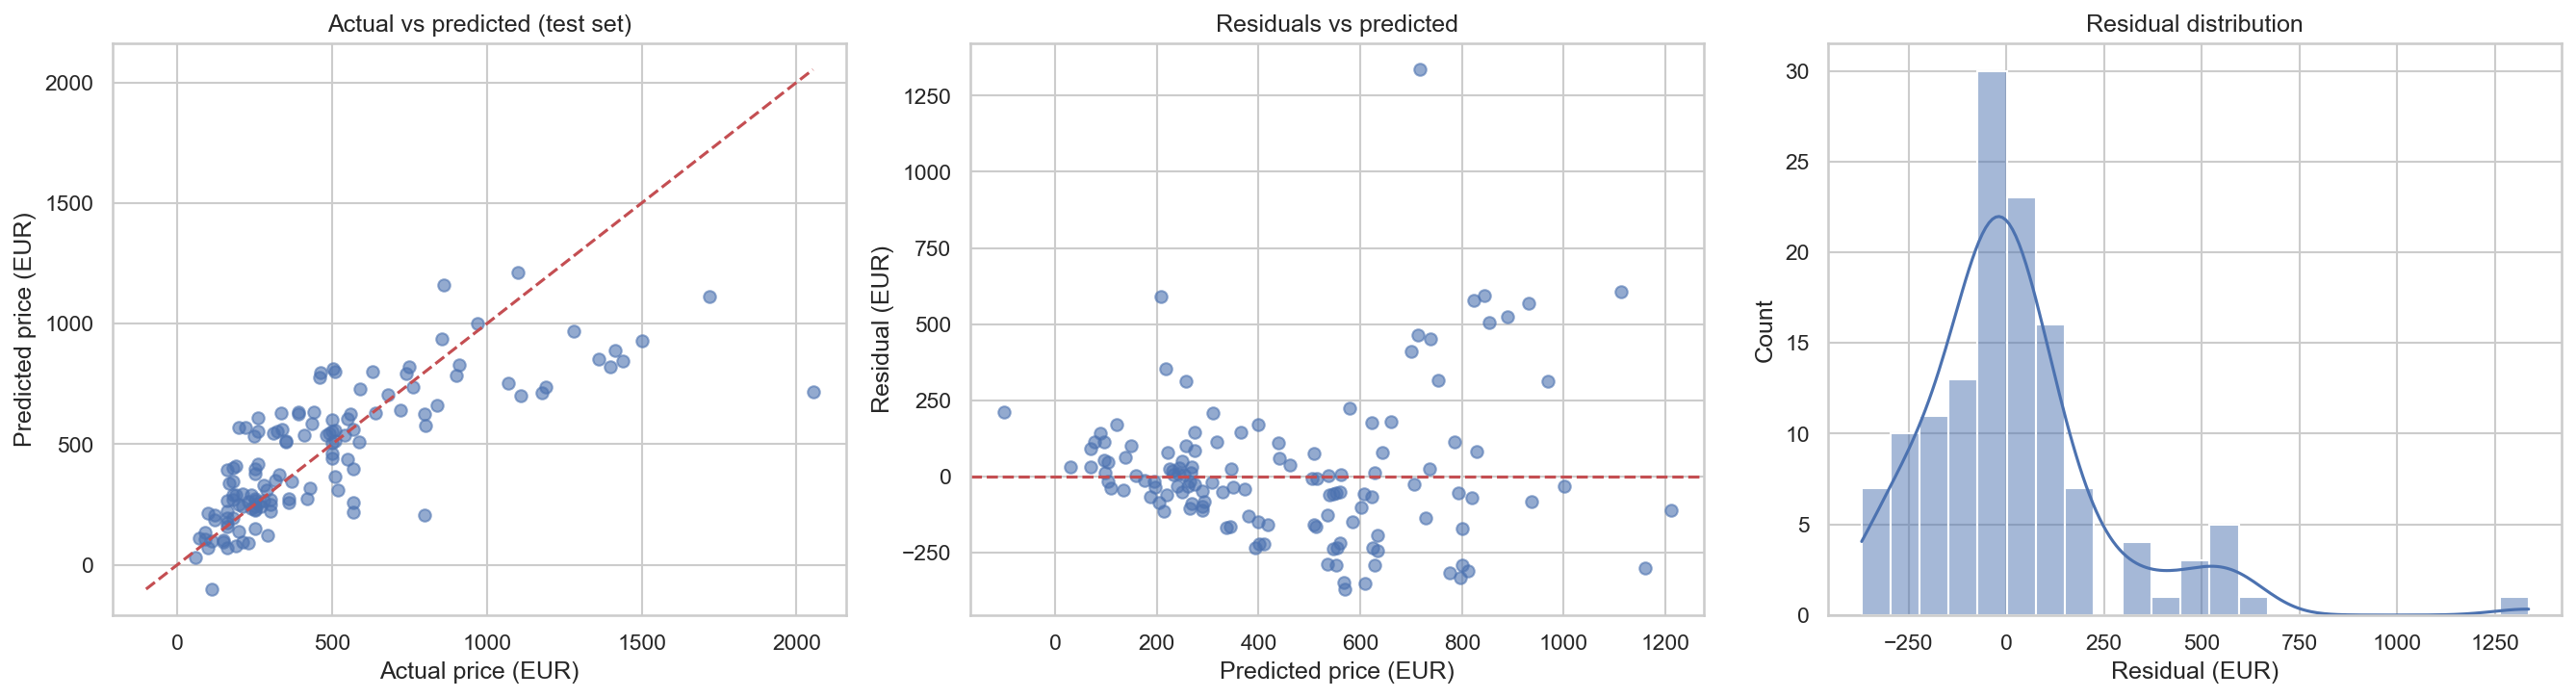 Actual vs predicted (test set)
2000
1500
1000
500
0
Predicted price (EUR)
0 500 1000 1500 2000
Actual price (EUR)
Residuals vs predicted
1250
1000
750
500
250
0
−250
Residual (EUR)
0 200 400 600 800 1000 1200
Predicted price (EUR)
Residual distribution
30
25
20
15
10
5
0
Count
−250 0 250 500 750 1000 1250
Residual (EUR)